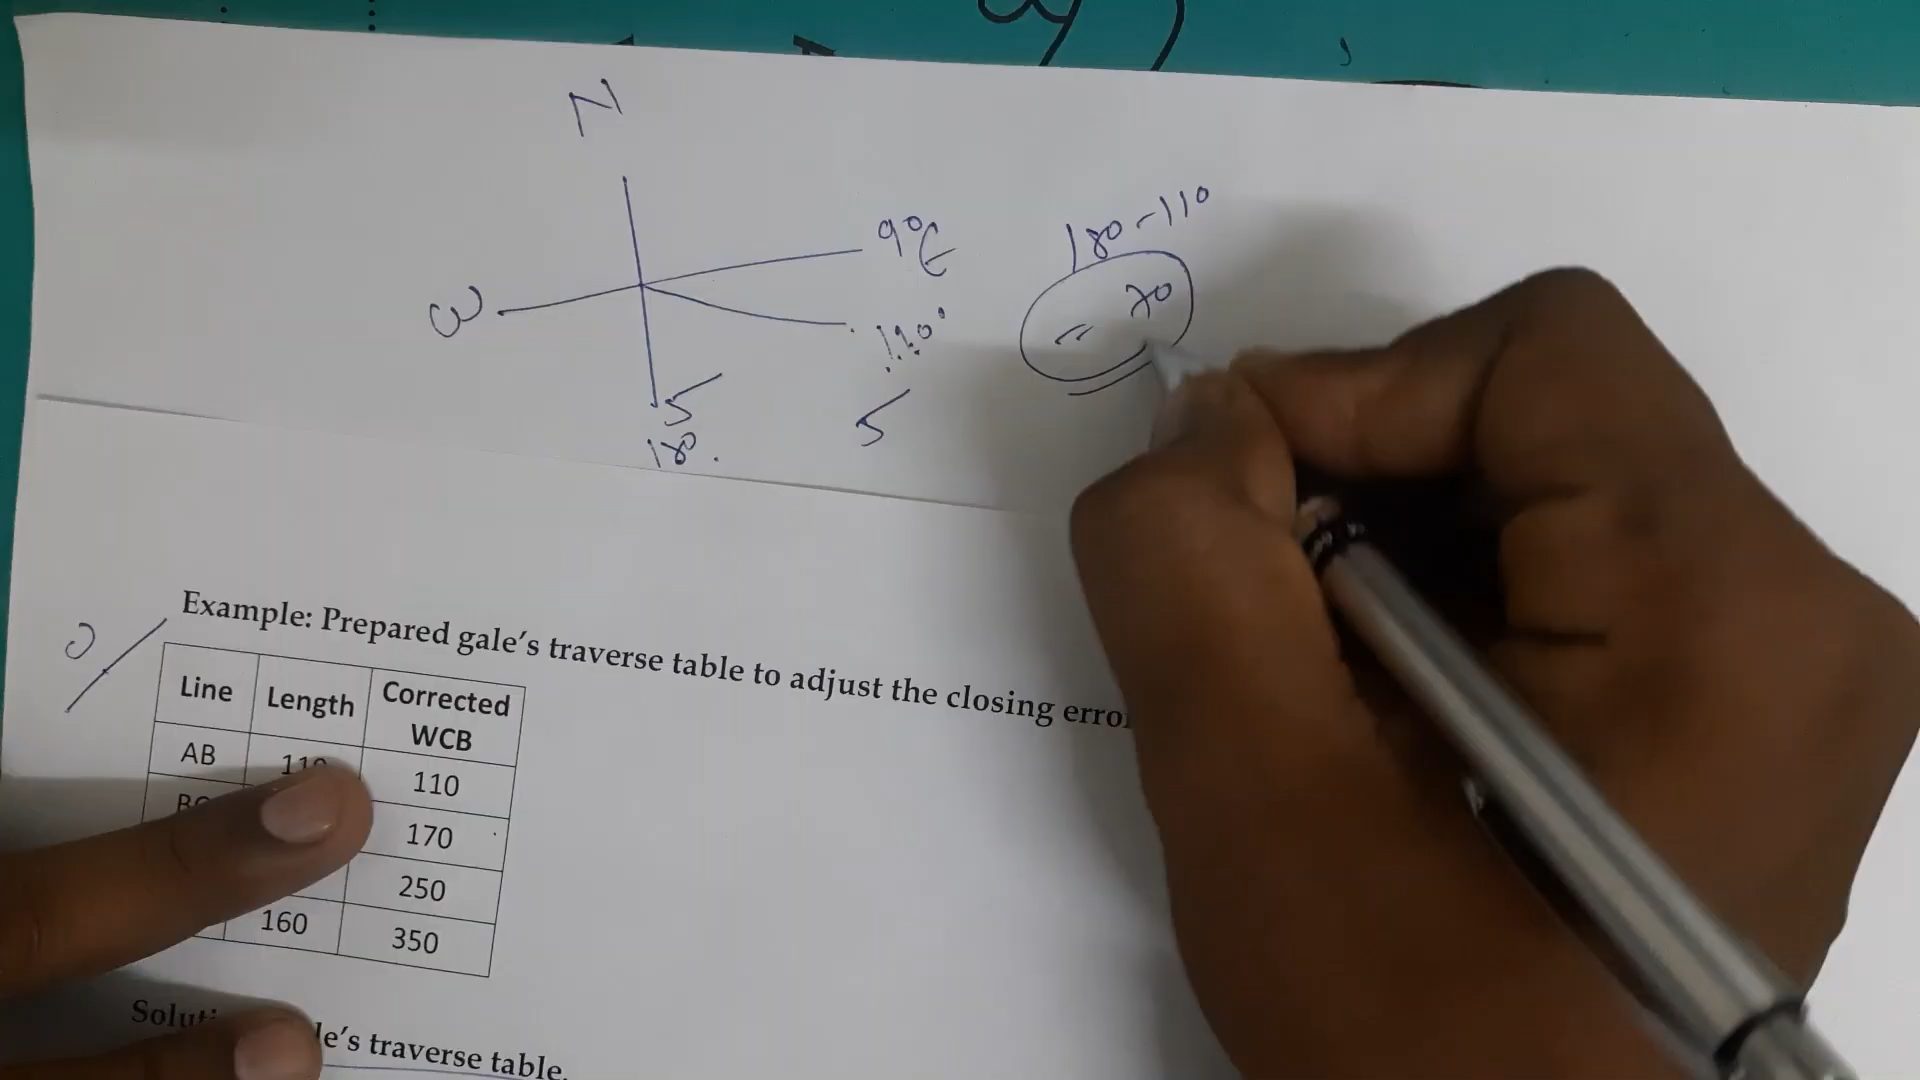 N
90 E
180-110
W
110°
= 70
S
S
180.
Example: Prepared gale's traverse table to adjust the closing
Line Length Corrected WCB
AB 110
170
250
160 350
traverse table.